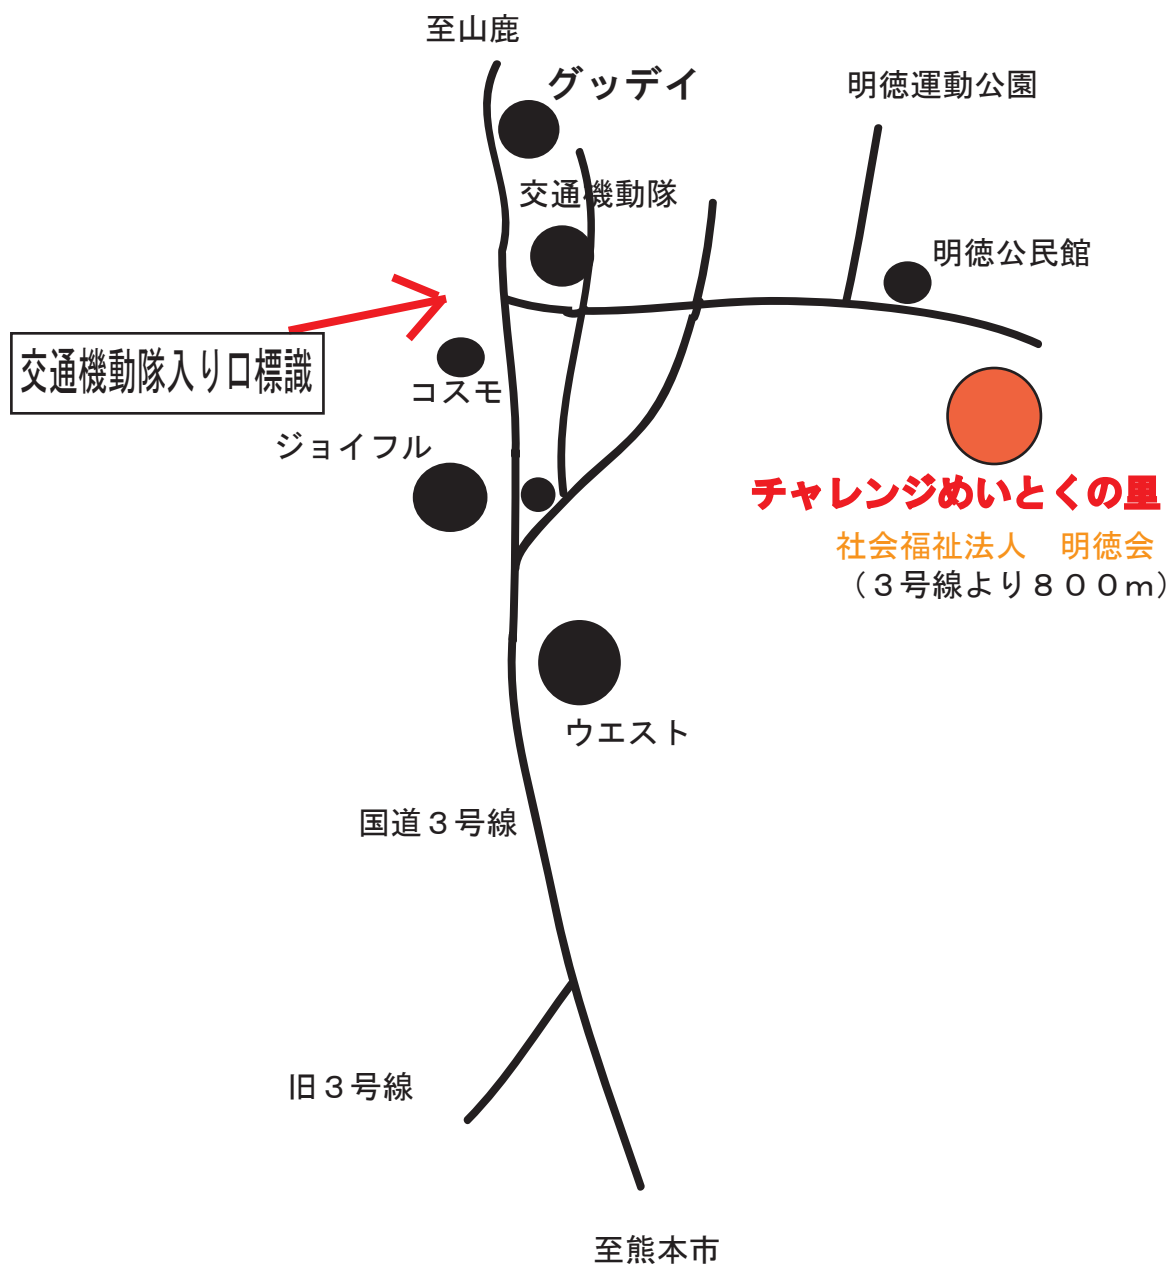 至山鹿
グッデイ
明徳運動公園
交通機動隊
明徳公民館
交通機動隊入り口標識
コスモ
ジョイフル
チャレンジめいとくの里
社会福祉法人　明徳会
（３号線より８００ｍ）
ウエスト
国道３号線
旧３号線
至熊本市